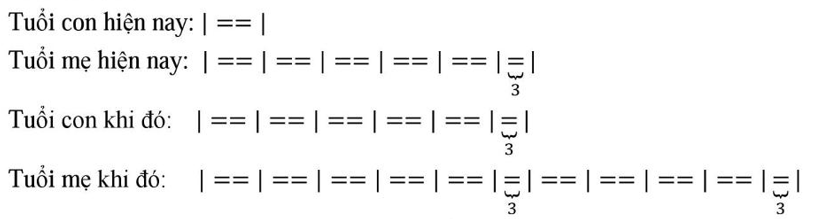 Tuổi con hiện nay: | == |
Tuổi mẹ hiện nay: | == | == | == | == | == | = |
3
Tuổi con khi đó: | == | == | == | == | == | = |
3
Tuổi mẹ khi đó: | == | == | == | == | == | = | == | == | == | == | = |
3 3